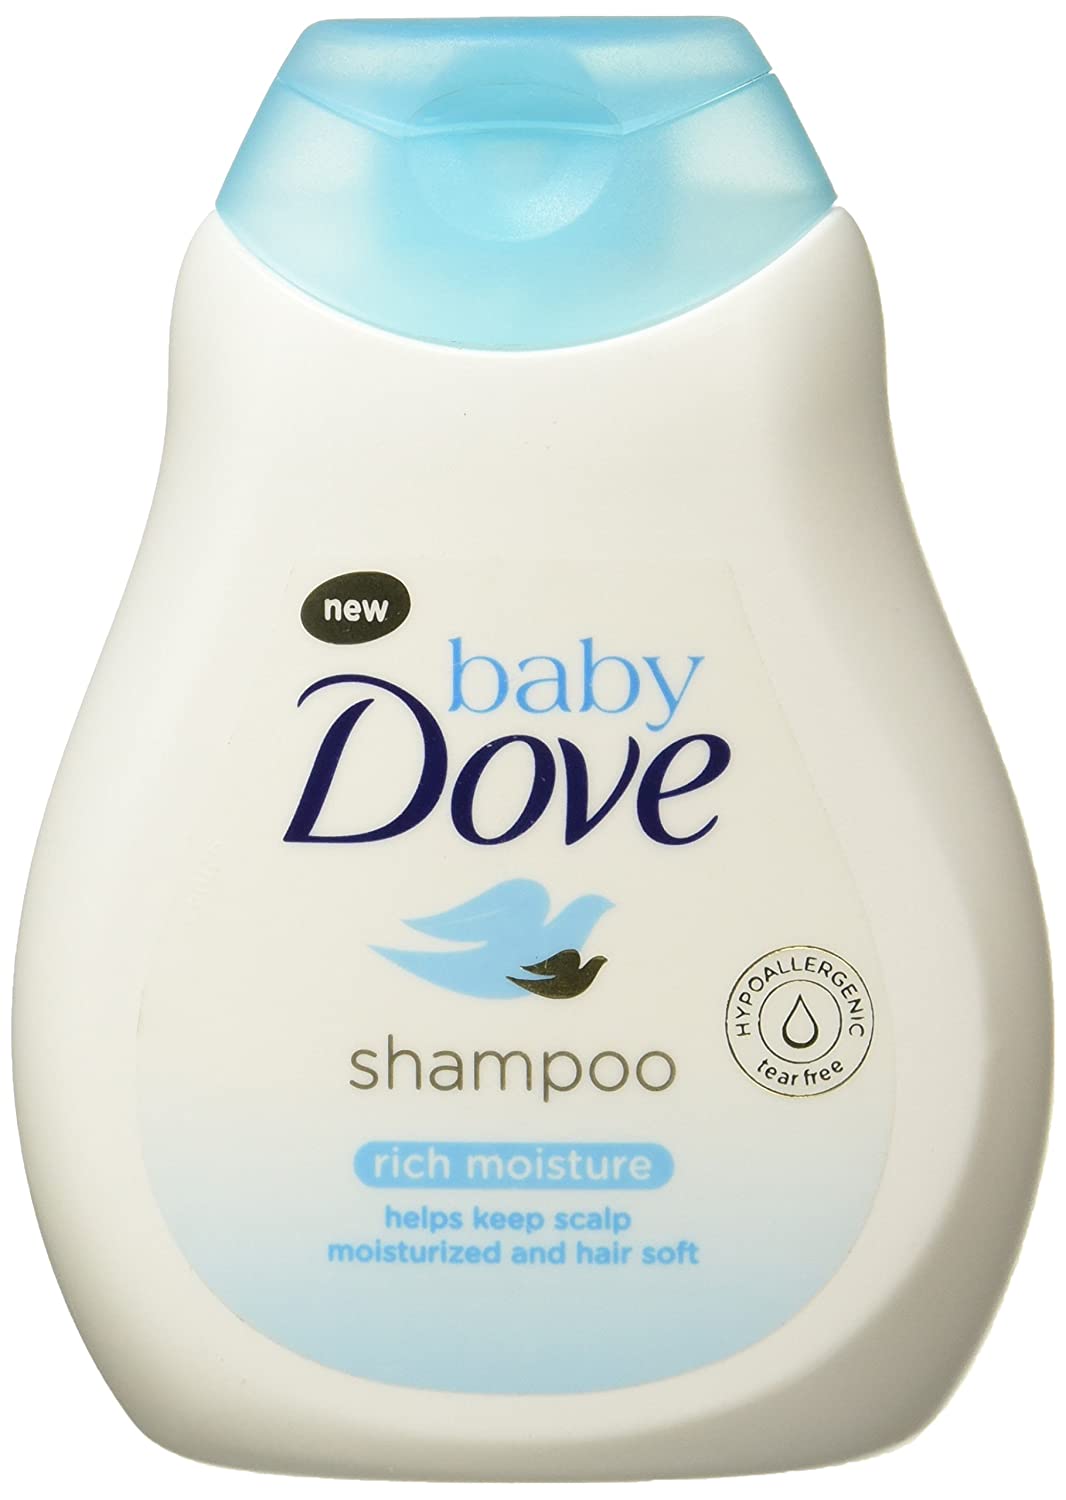 new
baby
Dove
HYPOALLERGENIC
tear free
shampoo
rich moisture
helps keep scalp
moisturized and hair soft